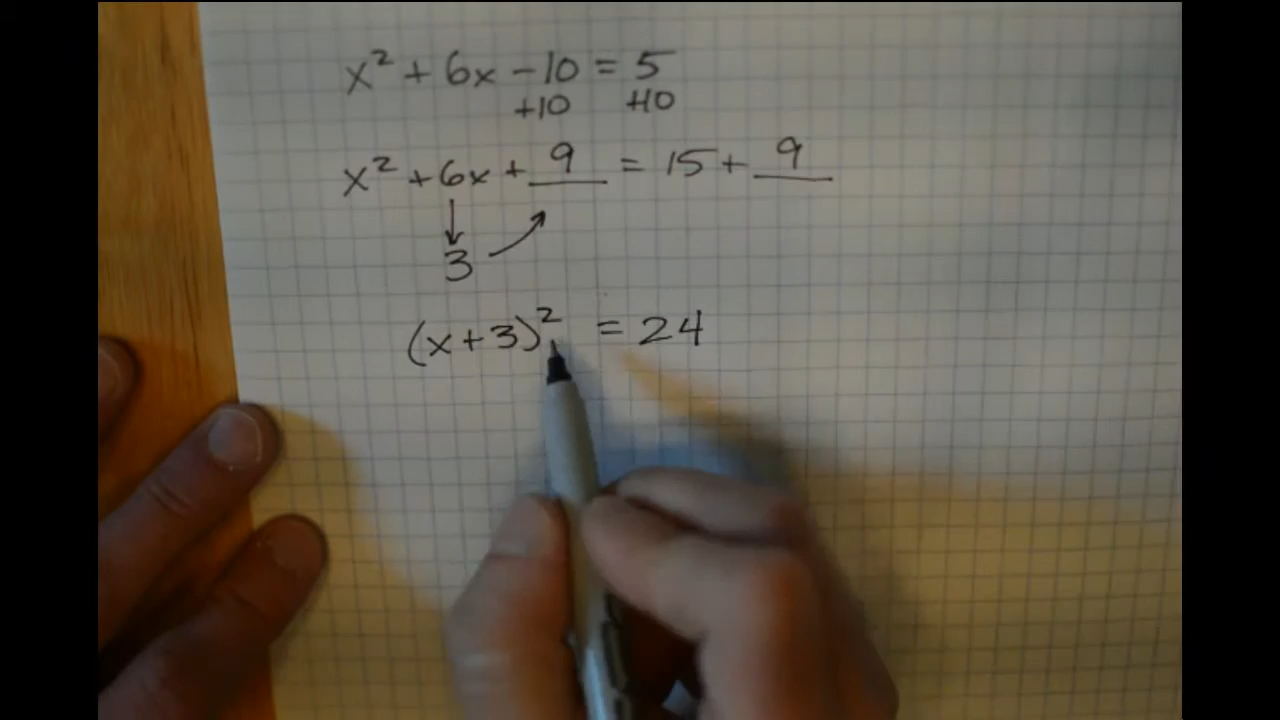 x² + 6x - 10 = 5
+10 +10
x² + 6x + 9 = 15 + 9
3
(x + 3)² = 24